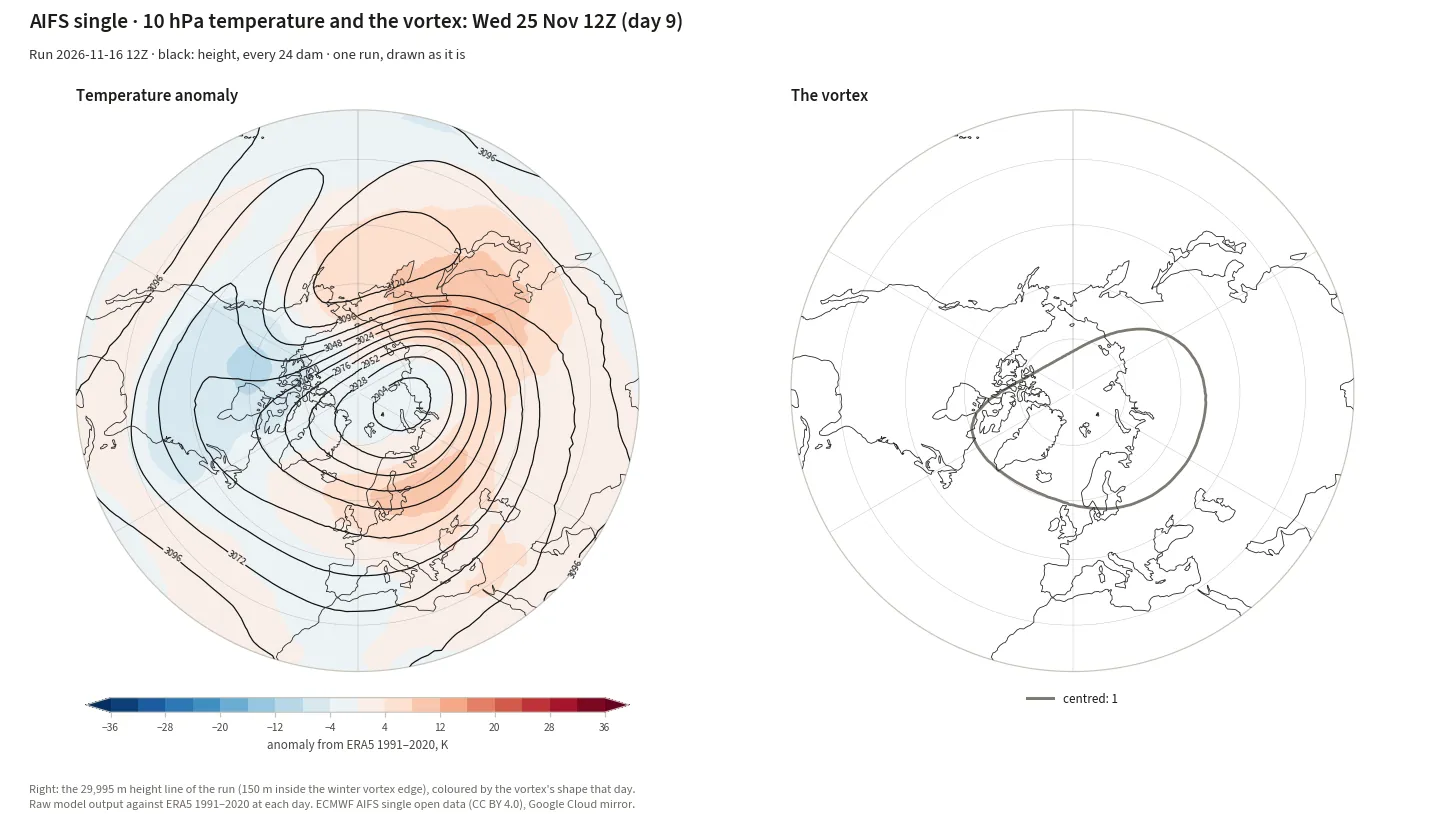 AIFS single · 10 hPa temperature and the vortex: Wed 25 Nov 12Z (day 9)
Run 2026-11-16 12Z · black: height, every 24 dam · one run, drawn as it is
Temperature anomaly
The vortex
3096
3096
3120
3096
3048
3024
2976
2952
2928
2904
3096
3072
3096
−36 −28 −20 −12 −4 4 12 20 28 36
anomaly from ERA5 1991–2020, K
centred: 1
Right: the 29,995 m height line of the run (150 m inside the winter vortex edge), coloured by the vortex's shape that day.
Raw model output against ERA5 1991–2020 at each day. ECMWF AIFS single open data (CC BY 4.0), Google Cloud mirror.